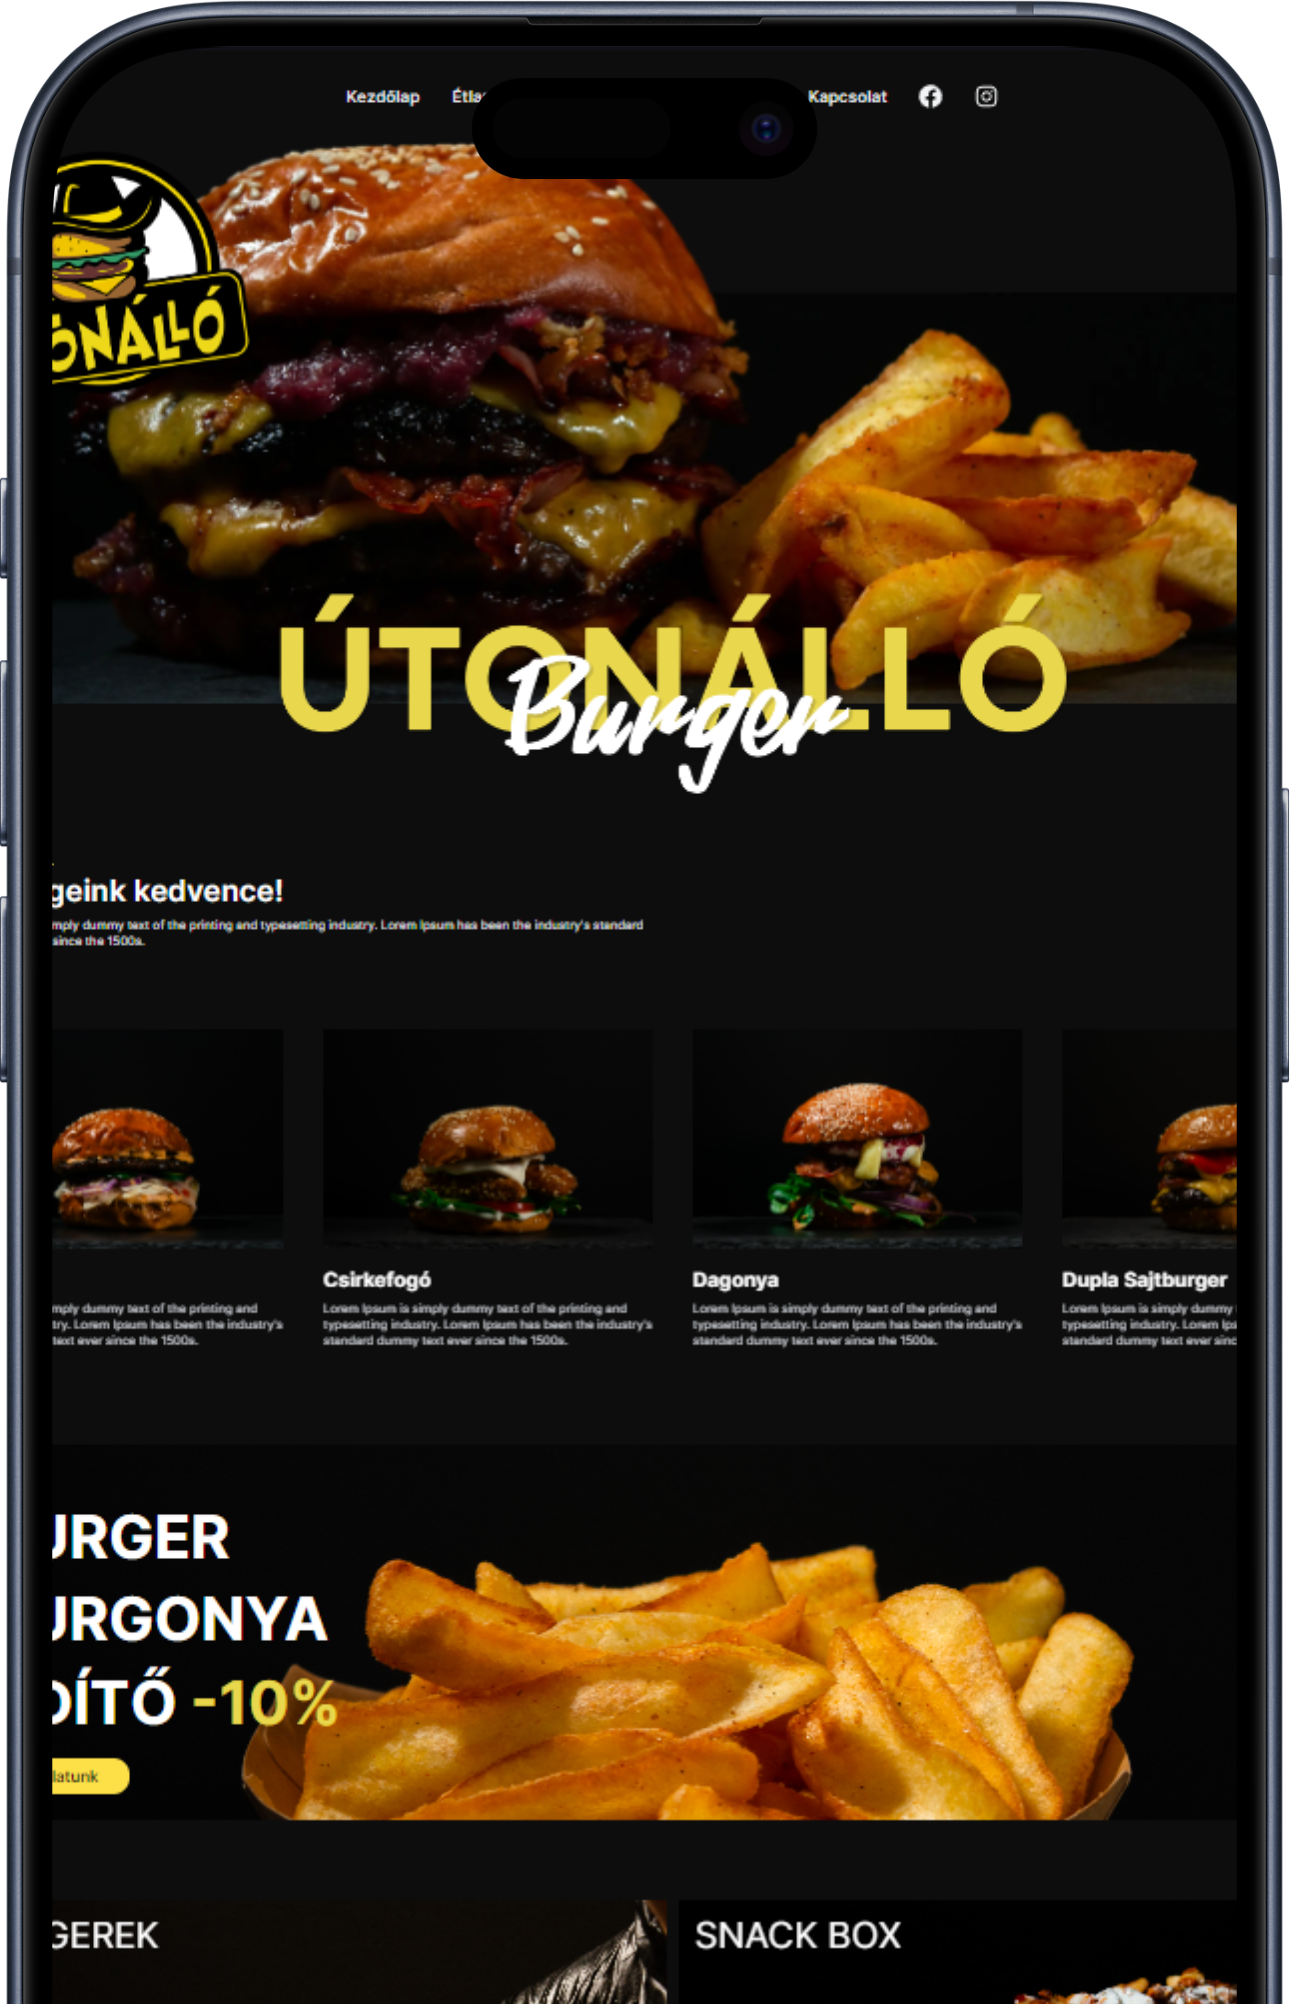 Kezdőlap Étla Kapcsolat
ONÁLLÓ
ÚTONÁLLÓ
Burger
geink kedvence!
mply dummy text of the printing and typesetting industry. Lorem Ipsum has been the industry's standard
since the 1500s.
Csirkefogó
Dagonya
Dupla Sajtburger
mply dummy text of the printing and
try. Lorem Ipsum has been the industry's
text ever since the 1500s.
Lorem Ipsum is simply dummy text of the printing and
typesetting industry. Lorem Ipsum has been the industry's
standard dummy text ever since the 1500s.
Lorem Ipsum is simply dummy text of the printing and
typesetting industry. Lorem Ipsum has been the industry's
standard dummy text ever since the 1500s.
Lorem Ipsum is simply dummy
typesetting industry. Lorem Ips
standard dummy text ever sinc
URGER
URGONYA
DÍTŐ -10%
latunk
GEREK
SNACK BOX